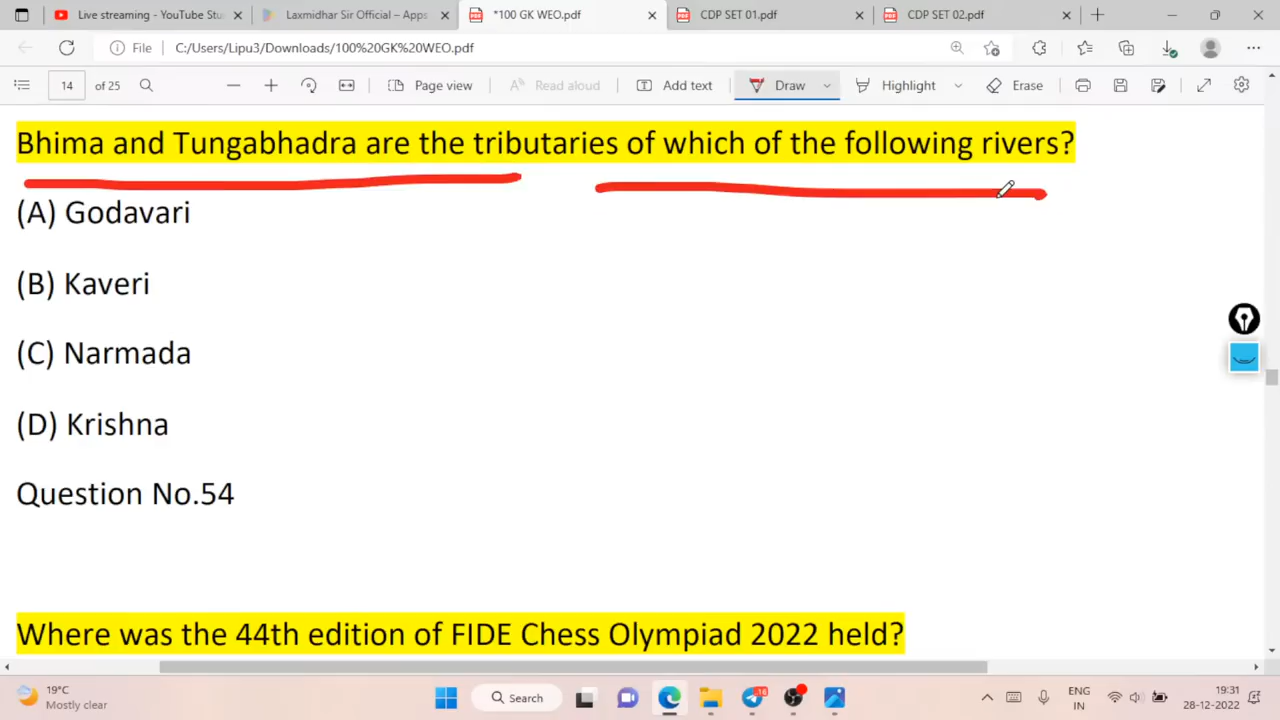 Live streaming - YouTube Stu
Laxmidhar Sir Official – Apps
*100 GK WEO.pdf
CDP SET 01.pdf
CDP SET 02.pdf
File
C:/Users/Lipu3/Downloads/100%20GK%20WEO.pdf
14 of 25
Page view
Read aloud
Add text
Draw
Highlight
Erase
Bhima and Tungabhadra are the tributaries of which of the following rivers?
(A) Godavari
(B) Kaveri
(C) Narmada
(D) Krishna
Question No.54
Where was the 44th edition of FIDE Chess Olympiad 2022 held?
19°C
Mostly clear
Search
16
ENG
IN
19:31
28-12-2022